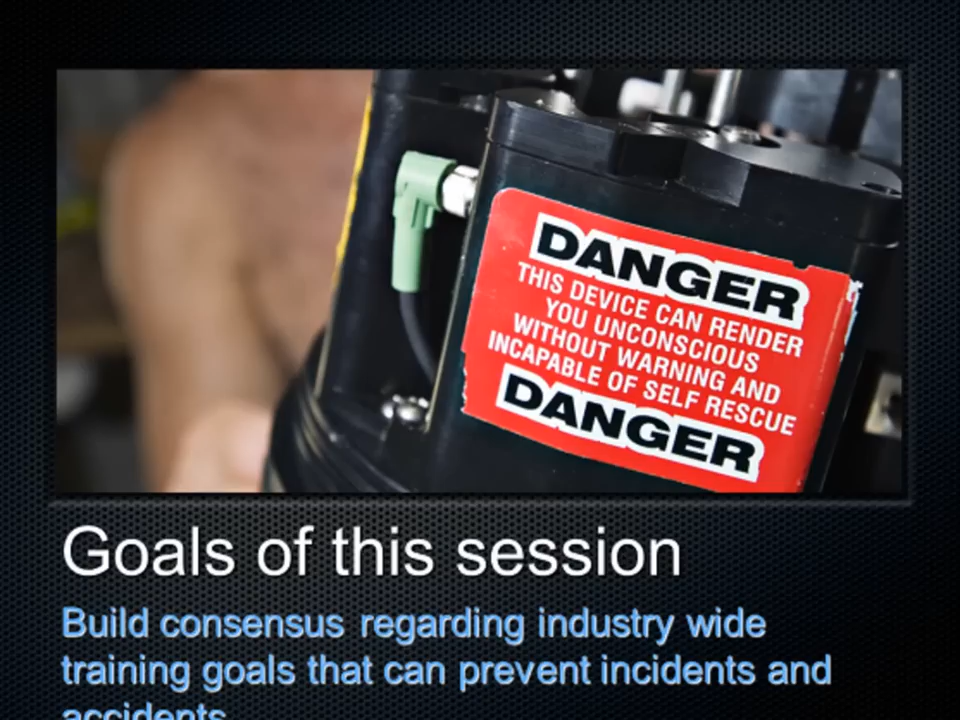 DANGER
THIS DEVICE CAN RENDER
YOU UNCONSCIOUS
WITHOUT WARNING AND
INCAPABLE OF SELF RESCUE
DANGER
Goals of this session
Build consensus regarding industry wide
training goals that can prevent incidents and
accidents